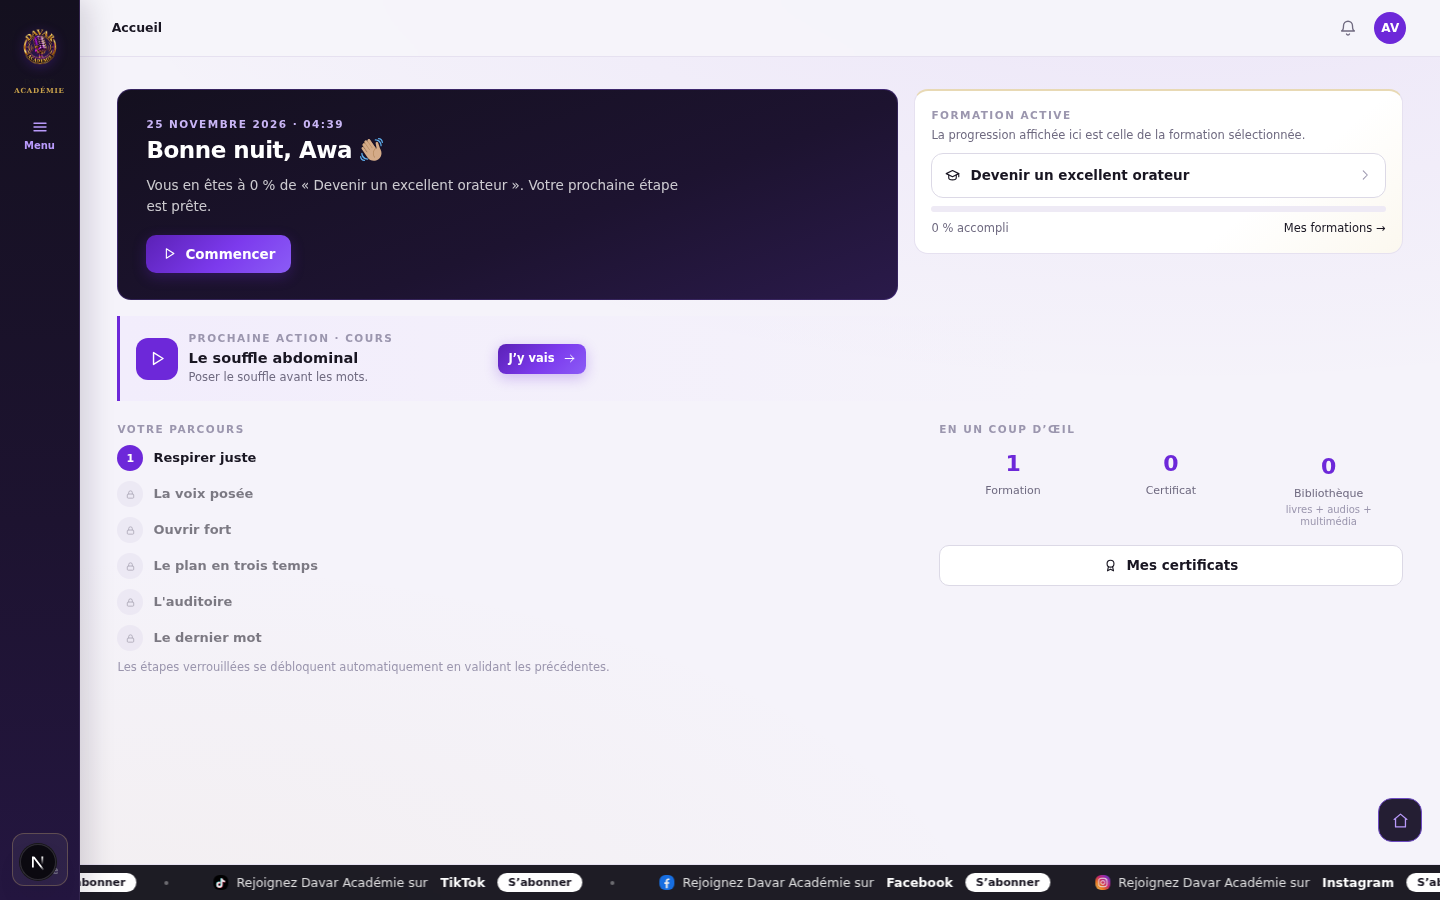 DAVAR
ACADÉMIE
Menu
Accueil
AV
25 NOVEMBRE 2026 · 04:39
Bonne nuit, Awa 👋🏽
Vous en êtes à 0 % de « Devenir un excellent orateur ». Votre prochaine étape
est prête.
Commencer
FORMATION ACTIVE
La progression affichée ici est celle de la formation sélectionnée.
Devenir un excellent orateur
0 % accompli
Mes formations →
PROCHAINE ACTION · COURS
Le souffle abdominal
Poser le souffle avant les mots.
J’y vais →
VOTRE PARCOURS
1 Respirer juste
La voix posée
Ouvrir fort
Le plan en trois temps
L'auditoire
Le dernier mot
Les étapes verrouillées se débloquent automatiquement en validant les précédentes.
EN UN COUP D’ŒIL
1
Formation
0
Certificat
0
Bibliothèque
livres + audios +
multimédia
Mes certificats
N
abonner • Rejoignez Davar Académie sur TikTok S’abonner • Rejoignez Davar Académie sur Facebook S’abonner Rejoignez Davar Académie sur Instagram S’ab